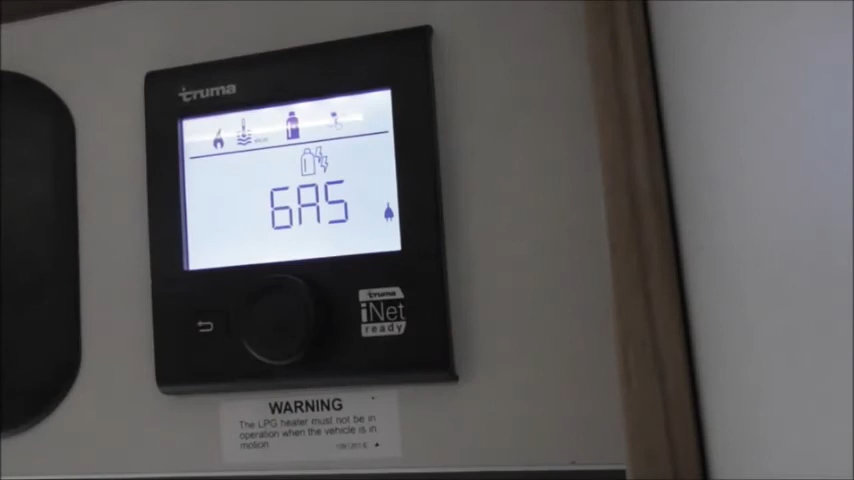 truma
GAS
truma
iNet
ready
WARNING
The LPG heater must not be in
operation when the vehicle is in
motion